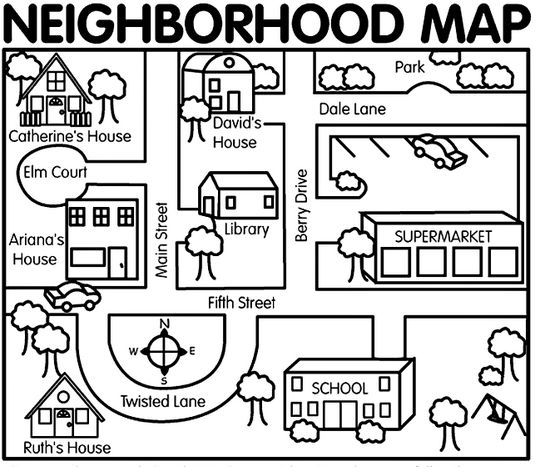 NEIGHBORHOOD MAP
Park
Dale Lane
Catherine's House
David's
House
Elm Court
Ariana's
House
Main Street
Library
Berry Drive
SUPERMARKET
Fifth Street
N
W E
S
Twisted Lane
SCHOOL
Ruth's House